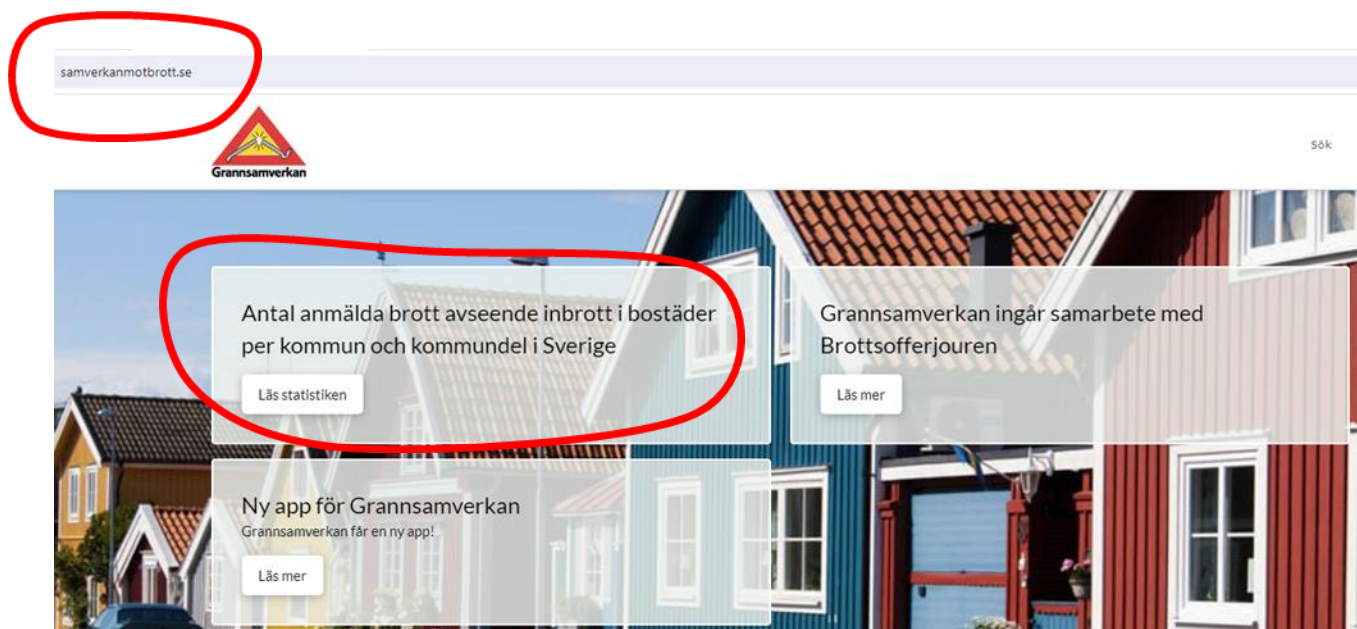 samverkanmotbrott.se
Grannsamverkan
Sök
Antal anmälda brott avseende inbrott i bostäder
per kommun och kommundel i Sverige
Läs statistiken
Grannsamverkan ingår samarbete med
Brottsofferjouren
Läs mer
Ny app för Grannsamverkan
Grannsamverkan får en ny app!
Läs mer